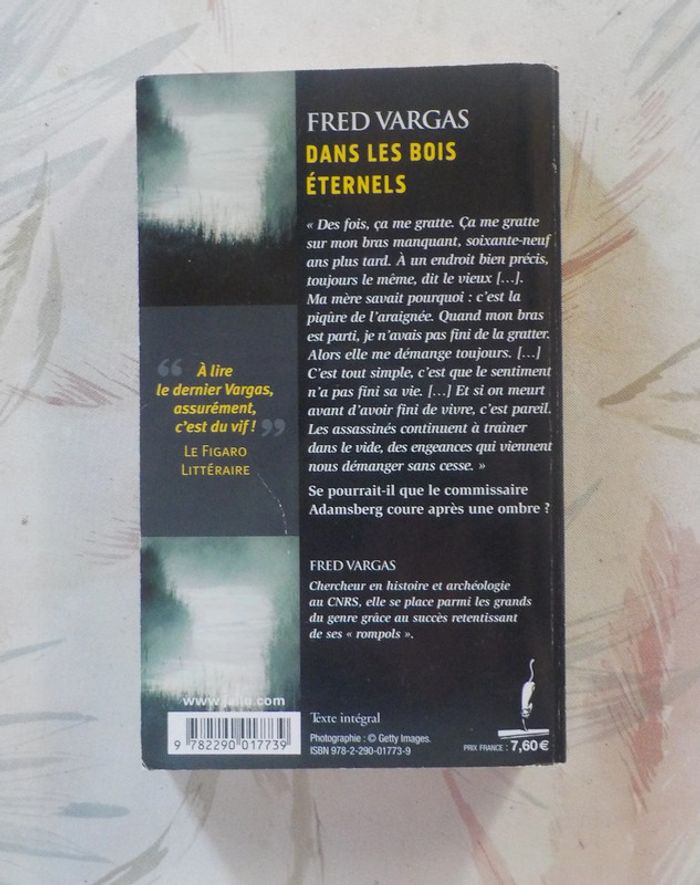 FRED VARGAS
DANS LES BOIS
ÉTERNELS
« Des fois, ça me gratte. Ça me gratte
sur mon bras manquant, soixante-neuf
ans plus tard. À un endroit bien précis,
toujours le même, dit le vieux […].
Ma mère savait pourquoi : c'est la
piqûre de l'araignée. Quand mon bras
est parti, je n'avais pas fini de la gratter.
Alors elle me démange toujours. […]
C'est tout simple, c'est que le sentiment
n'a pas fini sa vie. […] Et si on meurt
avant d'avoir fini de vivre, c'est pareil.
Les assassinés continuent à traîner
dans le vide, des engeances qui viennent
nous démanger sans cesse. »
Se pourrait-il que le commissaire
Adamsberg coure après une ombre ?
“ À lire
le dernier Vargas,
assurément,
c'est du vif ! ”
LE FIGARO
LITTÉRAIRE
FRED VARGAS
Chercheur en histoire et archéologie
au CNRS, elle se place parmi les grands
du genre grâce au succès retentissant
de ses « rompols ».
www.jailu.com
9 782290 017739
Texte intégral
Photographie : © Getty Images.
ISBN 978-2-290-01773-9
PRIX FRANCE : 7,60 €